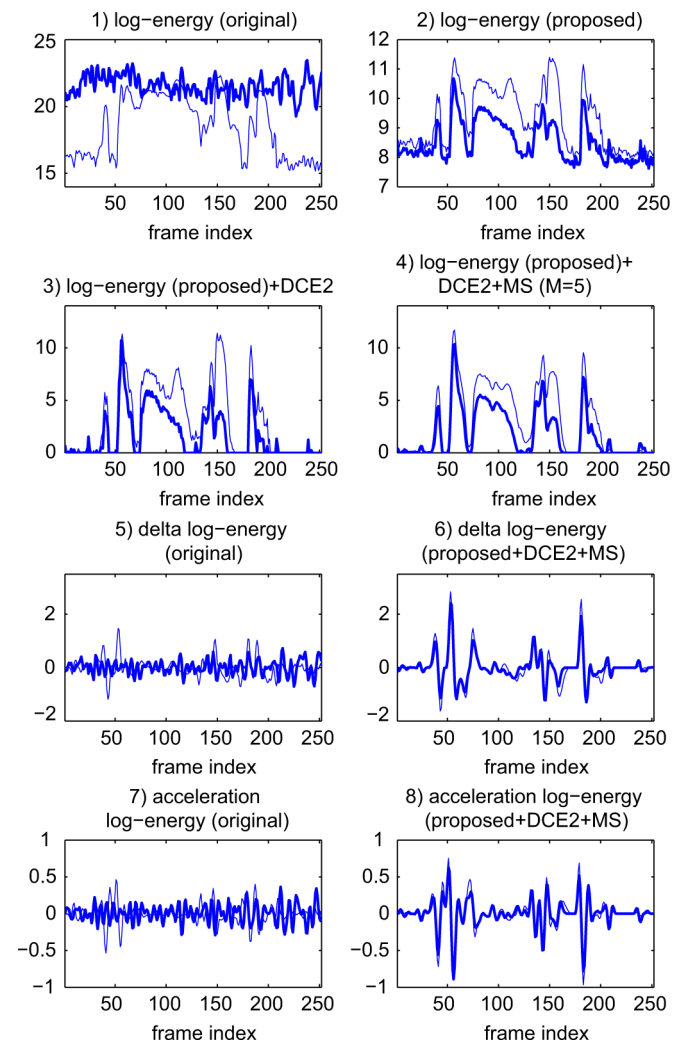 1) log−energy (original)
25
20
15
50 100 150 200 250
frame index
2) log−energy (proposed)
12
11
10
9
8
7
50 100 150 200 250
frame index
3) log−energy (proposed)+DCE2
10
5
0
50 100 150 200 250
frame index
4) log−energy (proposed)+
DCE2+MS (M=5)
10
5
0
50 100 150 200 250
frame index
5) delta log−energy
(original)
2
0
−2
50 100 150 200 250
frame index
6) delta log−energy
(proposed+DCE2+MS)
2
0
−2
50 100 150 200 250
frame index
7) acceleration
log−energy (original)
1
0.5
0
−0.5
−1
50 100 150 200 250
frame index
8) acceleration log−energy
(proposed+DCE2+MS)
1
0.5
0
−0.5
−1
50 100 150 200 250
frame index